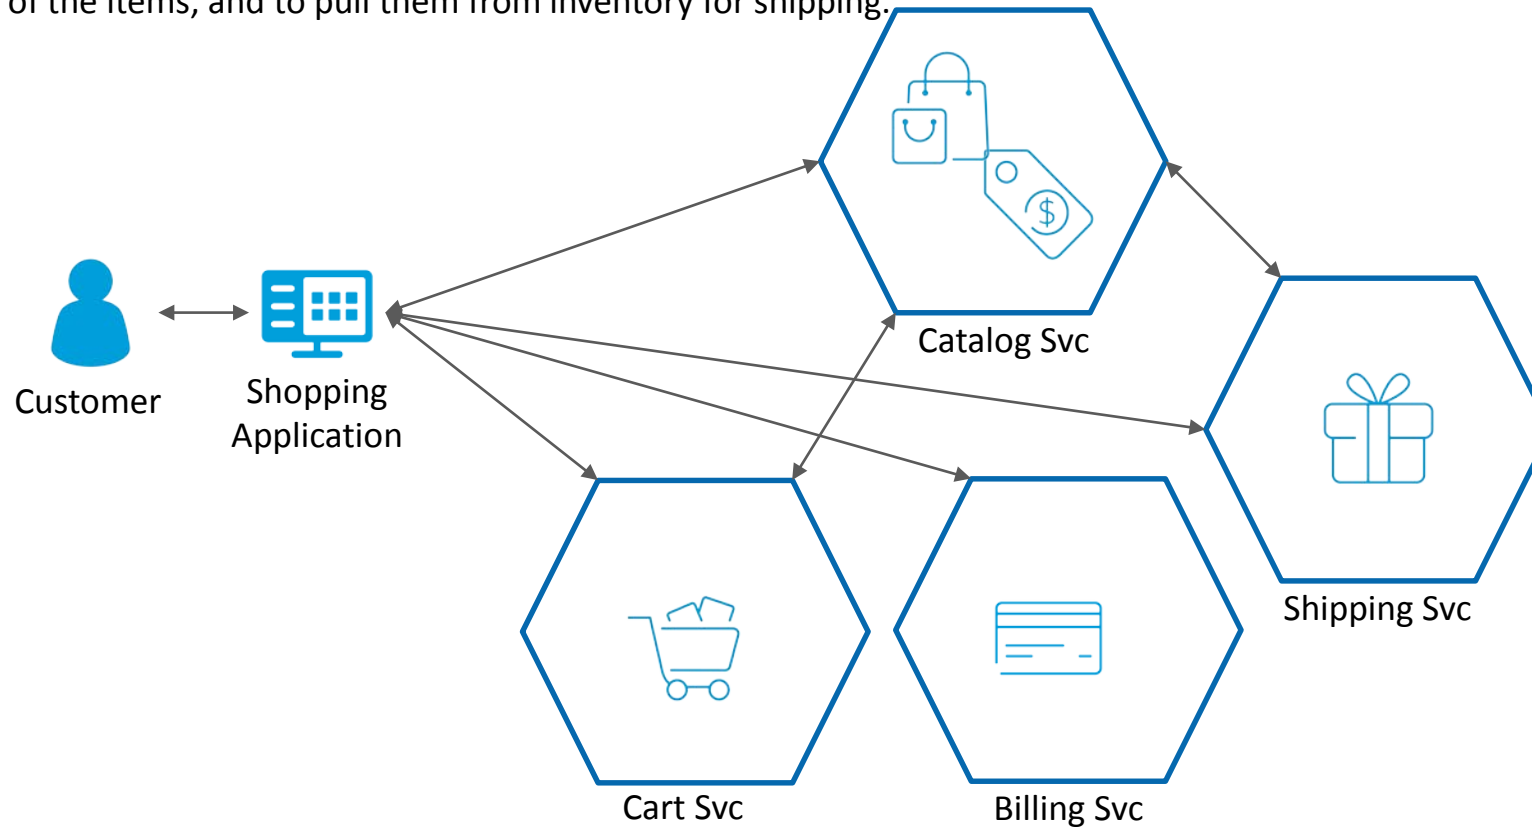 of the items, and to pull them from inventory for shipping.
$
Catalog Svc
Customer
Shopping
Application
Shipping Svc
Cart Svc
Billing Svc